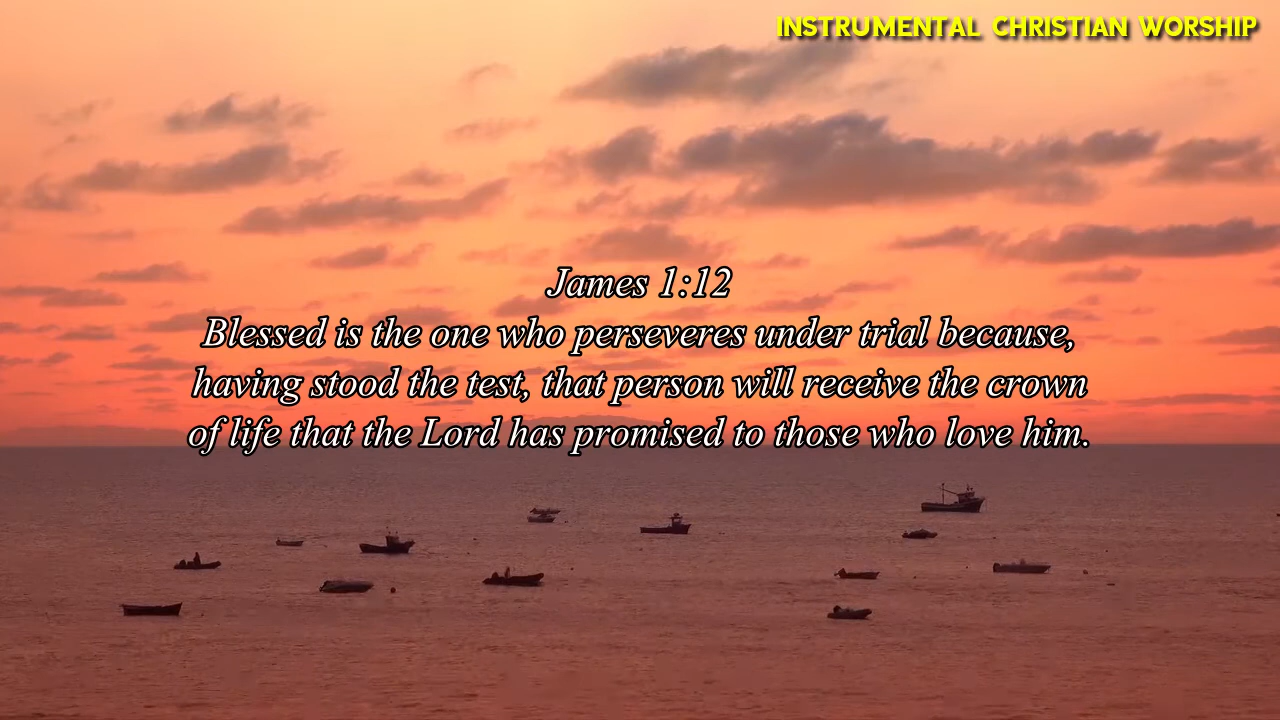 INSTRUMENTAL CHRISTIAN WORSHIP
James 1:12
Blessed is the one who perseveres under trial because,
having stood the test, that person will receive the crown
of life that the Lord has promised to those who love him.